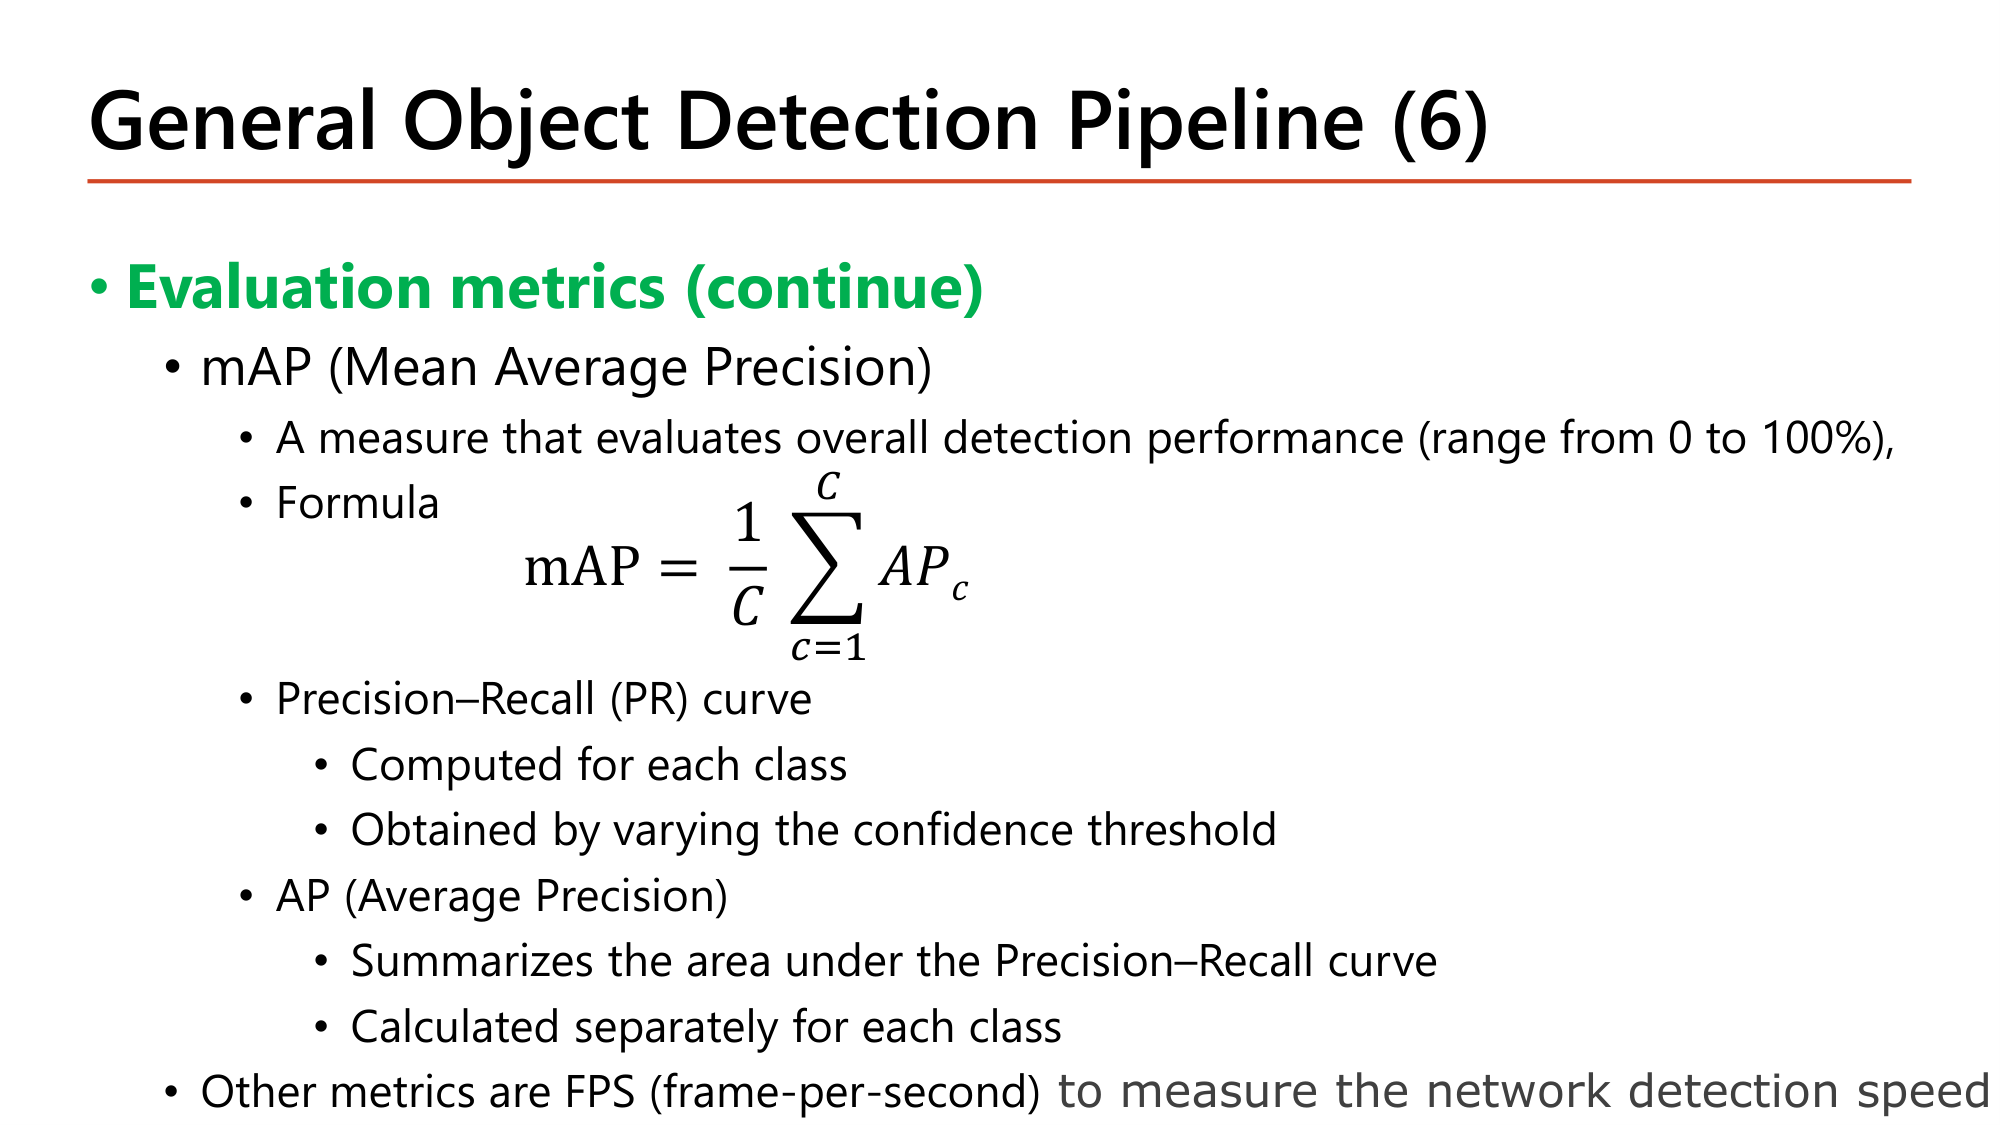 General Object Detection Pipeline (6)
• Evaluation metrics (continue)
• mAP (Mean Average Precision)
• A measure that evaluates overall detection performance (range from 0 to 100%),
• Formula
mAP = \frac{1}{C} \sum_{c=1}^{C} AP_c
• Precision–Recall (PR) curve
• Computed for each class
• Obtained by varying the confidence threshold
• AP (Average Precision)
• Summarizes the area under the Precision–Recall curve
• Calculated separately for each class
• Other metrics are FPS (frame-per-second) to measure the network detection speed